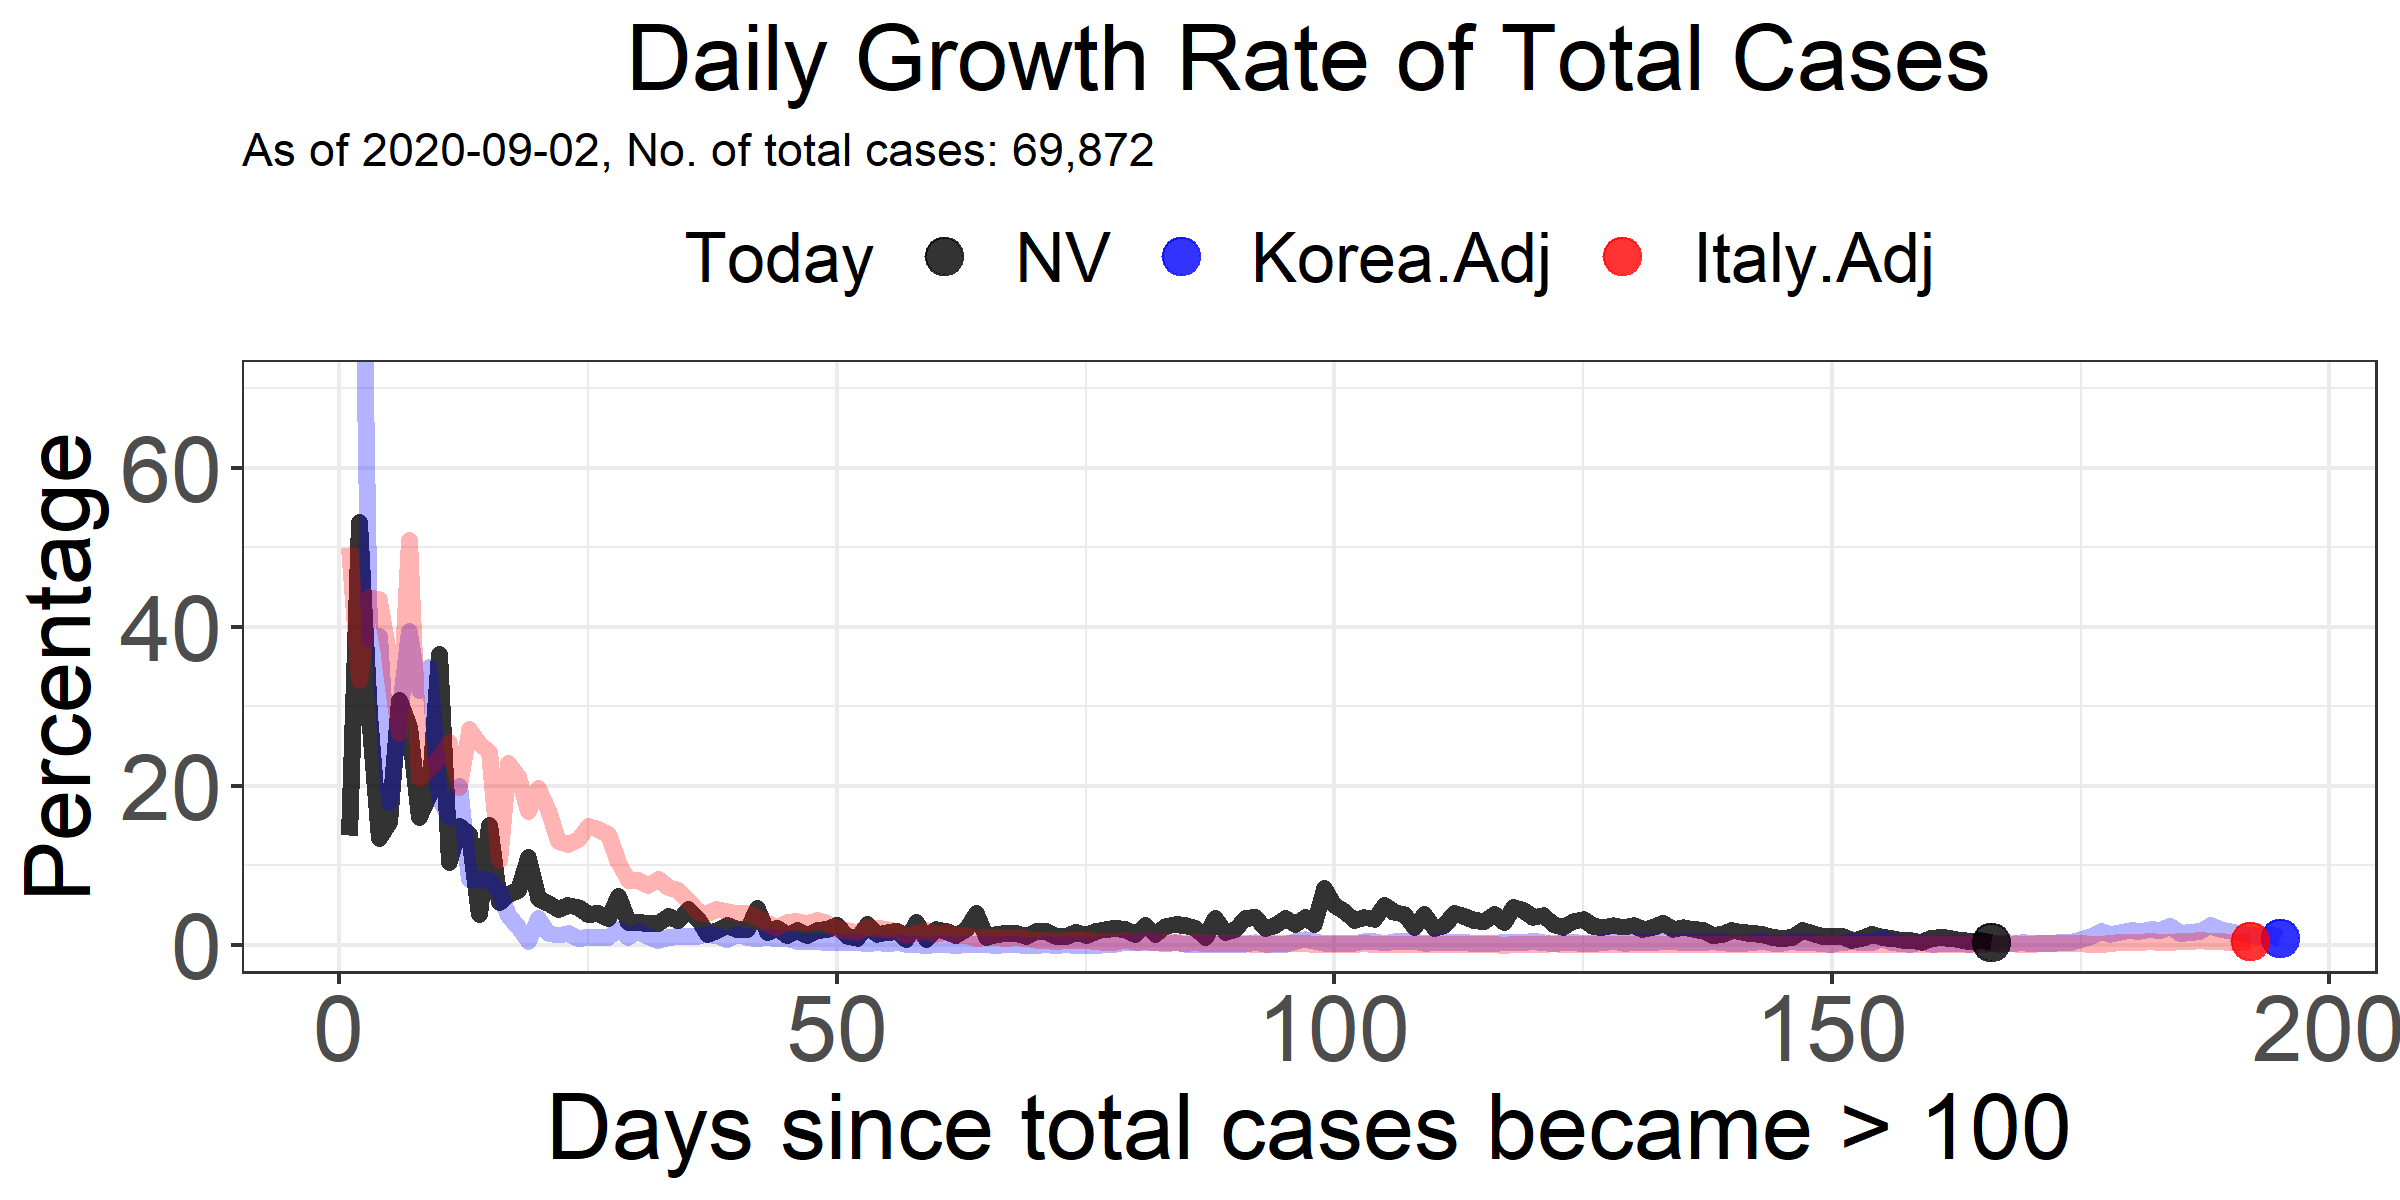 Daily Growth Rate of Total Cases
As of 2020-09-02, No. of total cases: 69,872
Today NV Korea.Adj Italy.Adj
Percentage
60
40
20
0
0 50 100 150 200
Days since total cases became > 100